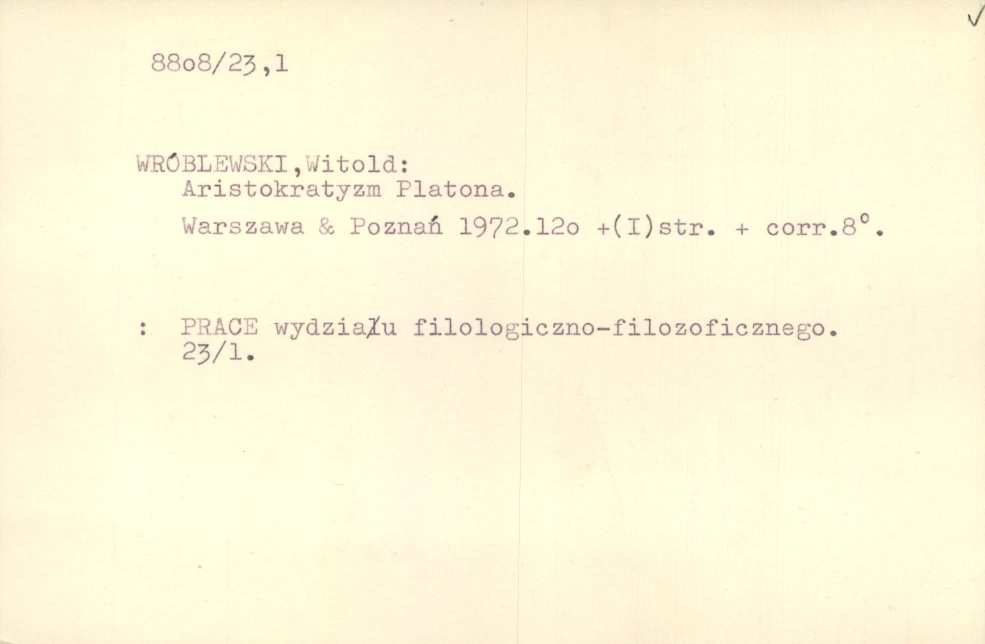 8808/23,1
WRÓBLEWSKI,Witold:
Aristokratyzm Platona.
Warszawa & Poznań 1972.12o +(I)str. + corr.8°.
: PRACE wydziału filologiczno-filozoficznego.
23/1.